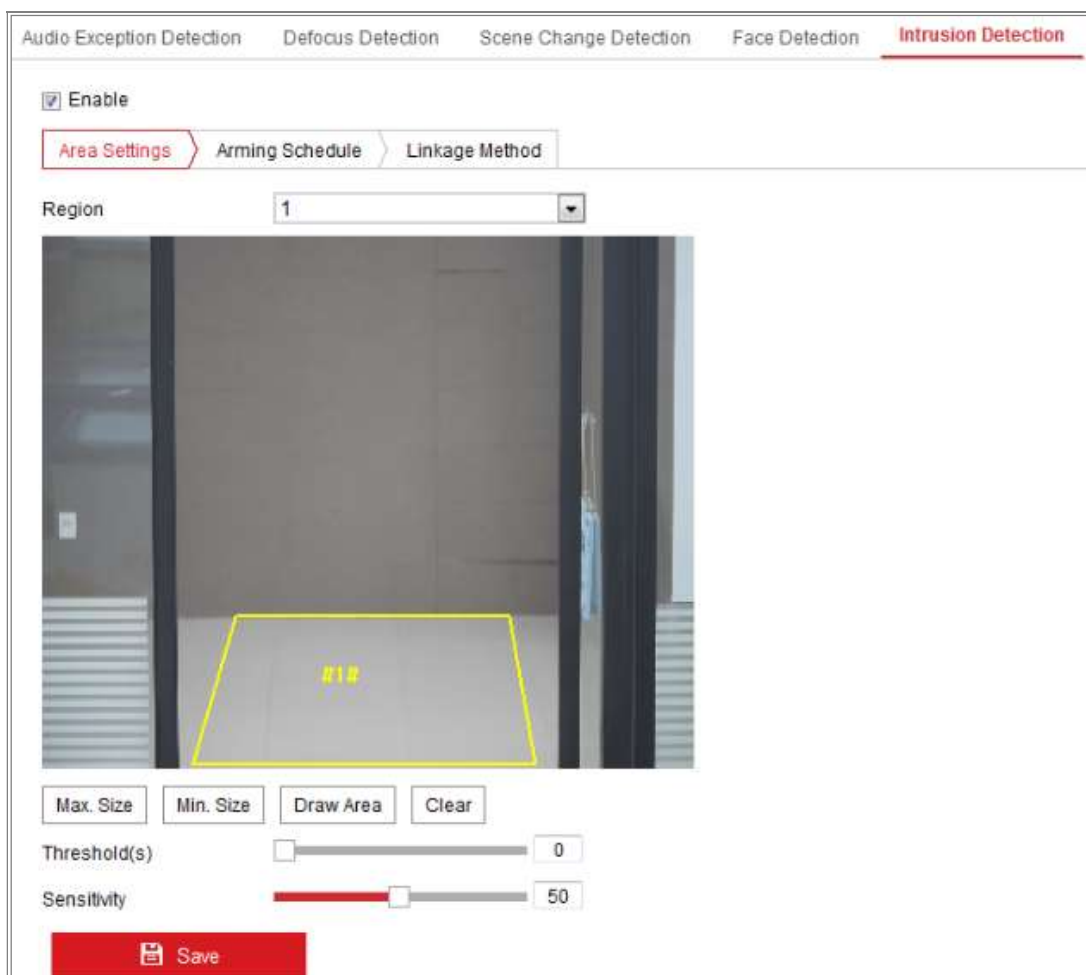 Audio Exception Detection Defocus Detection Scene Change Detection Face Detection Intrusion Detection
Enable
Area Settings Arming Schedule Linkage Method
Region 1
#1#
Max. Size Min. Size Draw Area Clear
Threshold(s) 0
Sensitivity 50
Save